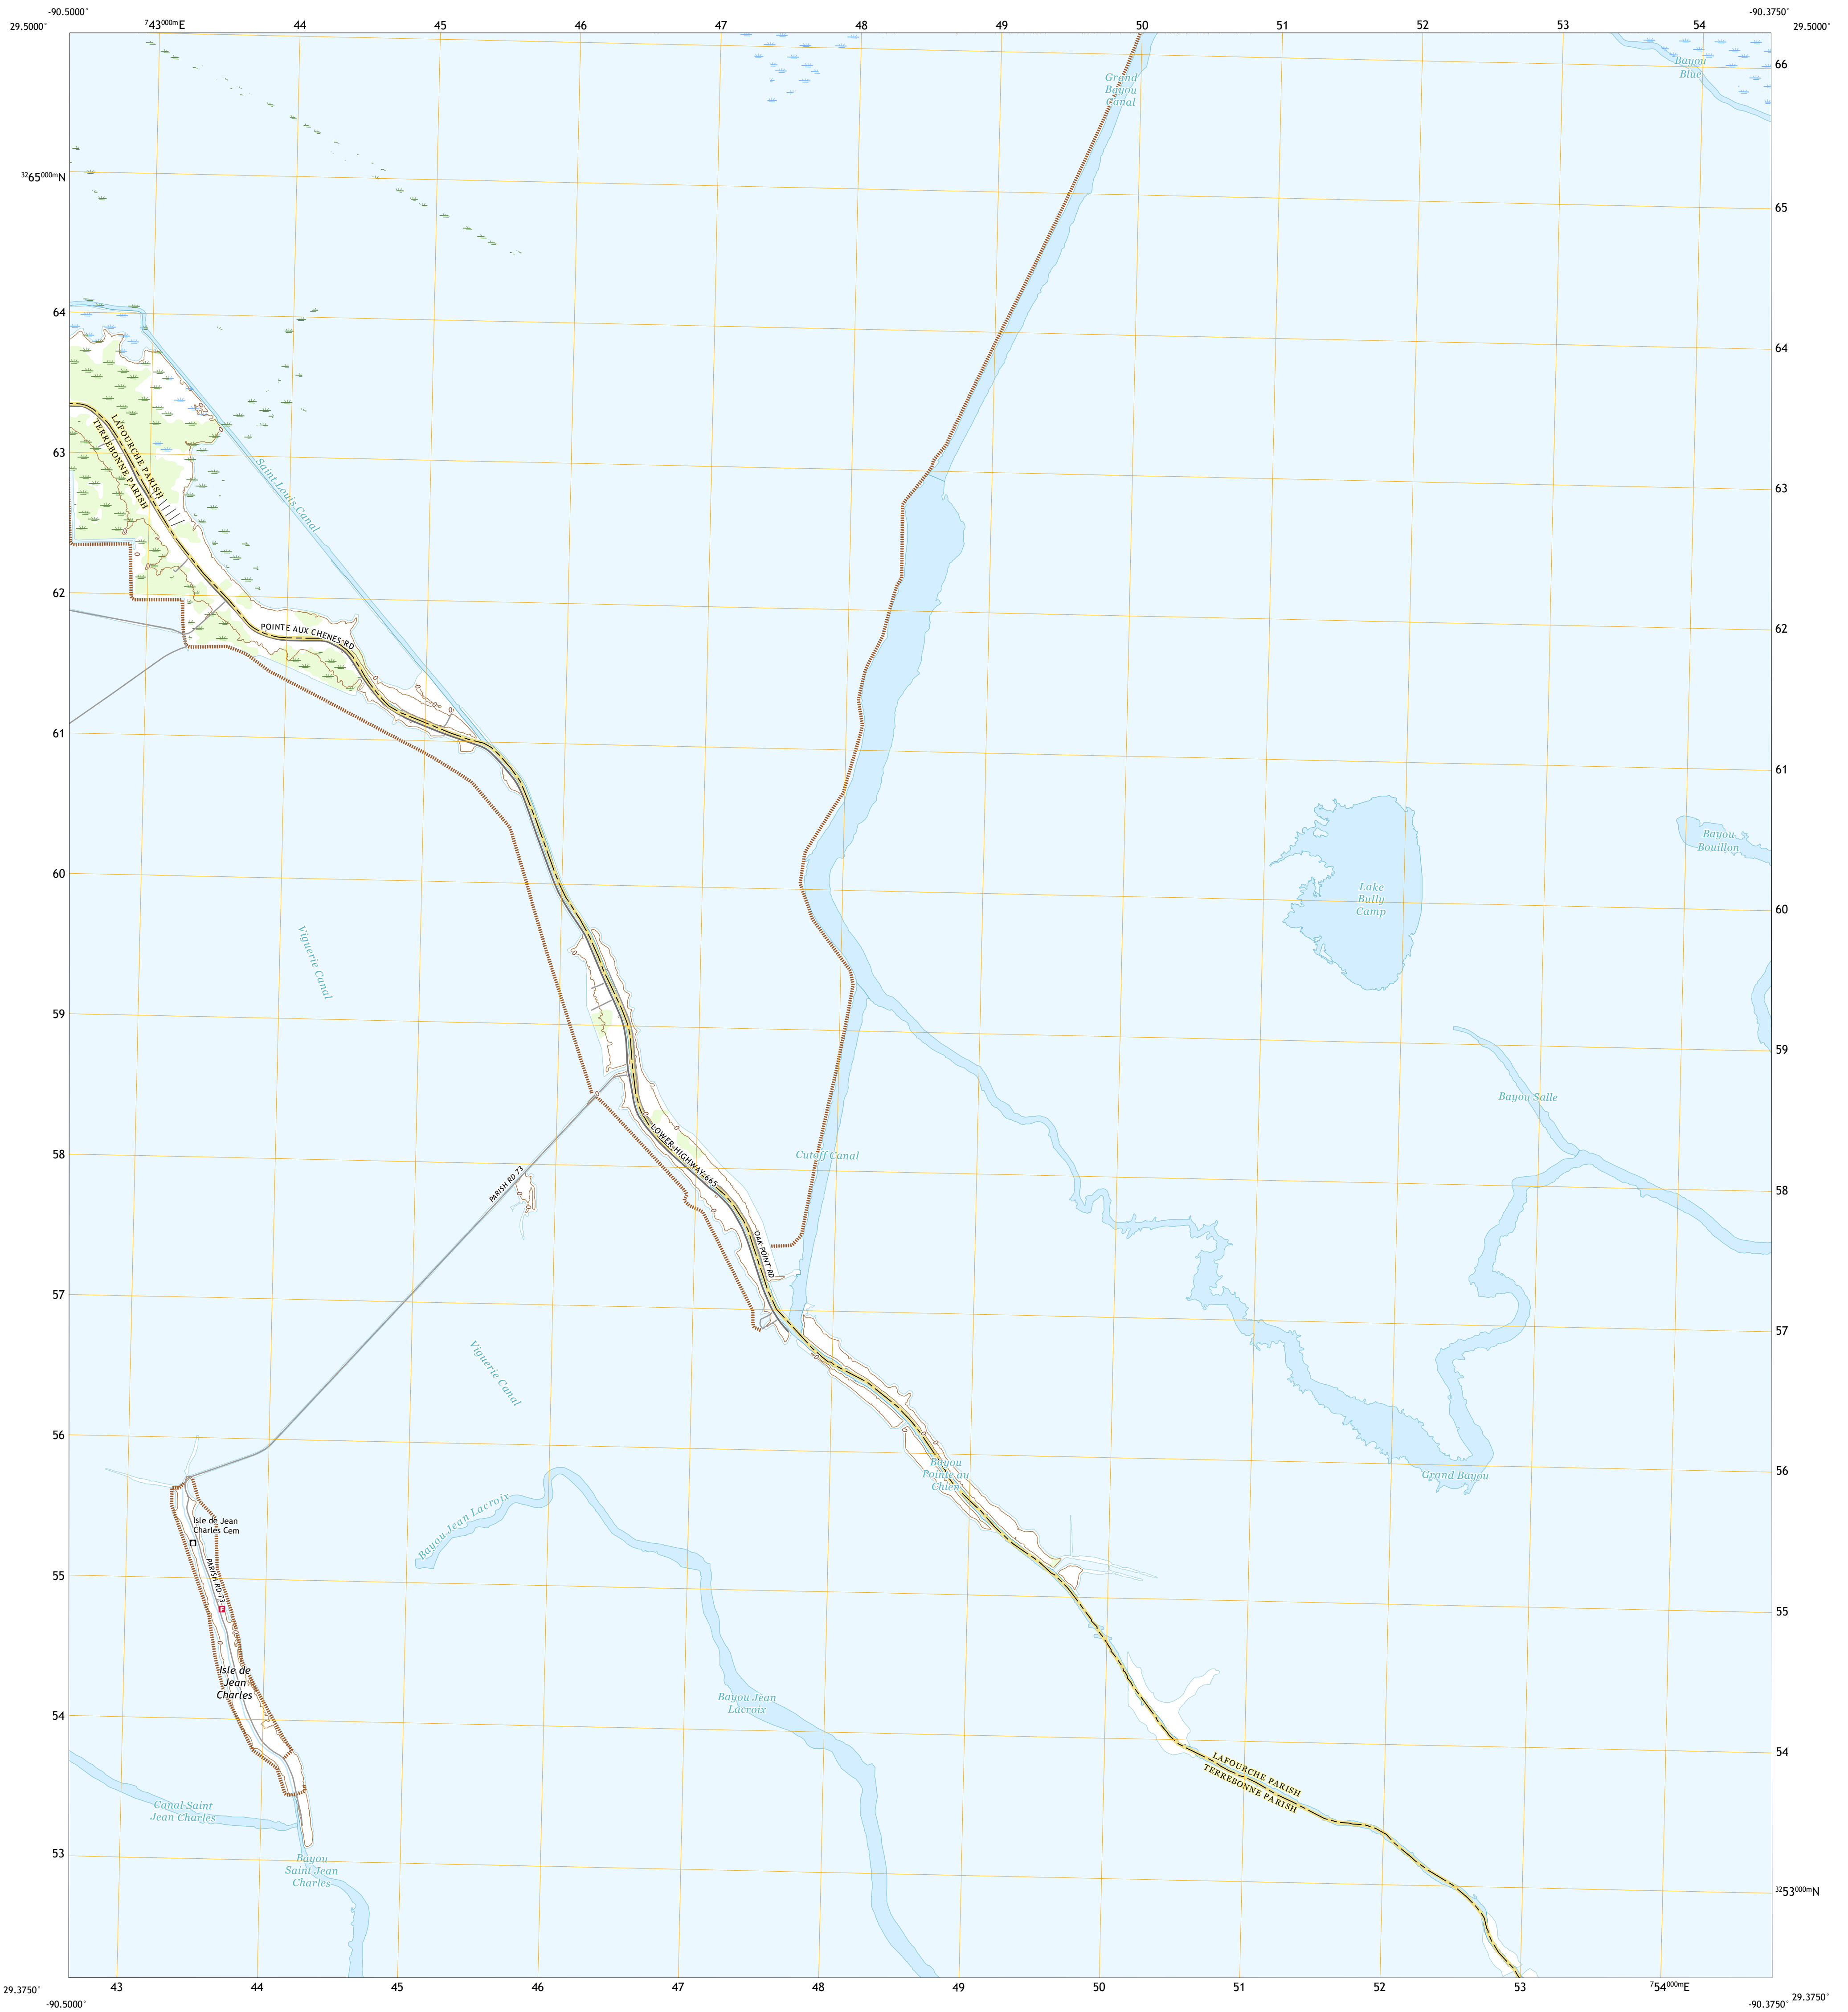 -90.5000°
-90.3750°
29.5000°
⁷43⁰⁰⁰ᵐE
44
45
46
47
48
49
50
51
52
53
54
29.5000°
Bayou
Blue
66
Grand
Bayou
Canal
³²65⁰⁰⁰ᵐN
65
64
64
LAFOURCHE PARISH
TERREBONNE PARISH
63
Saint Louis Canal
63
62
POINTE AUX CHENES RD
62
61
61
Bayou
Bouillon
60
Lake
Bully
Camp
60
Viguerie Canal
59
59
Bayou Salle
LOWER HIGHWAY 665
58
Cutoff Canal
PARISH RD 73
58
OAK POINT RD
57
57
Viguerie Canal
56
Bayou
Pointe au
Chien
Grand Bayou
56
Bayou Jean Lacroix
Isle de Jean
Charles Cem
PARISH RD 73
F
55
55
Isle de
Jean
Charles
Bayou Jean
Lacroix
54
54
LAFOURCHE PARISH
TERREBONNE PARISH
Canal Saint
Jean Charles
53
Bayou
Saint Jean
Charles
³²53⁰⁰⁰ᵐN
29.3750°
43
44
45
46
47
48
49
50
51
52
53
⁷54⁰⁰⁰ᵐE
29.3750°
-90.5000°
-90.3750°